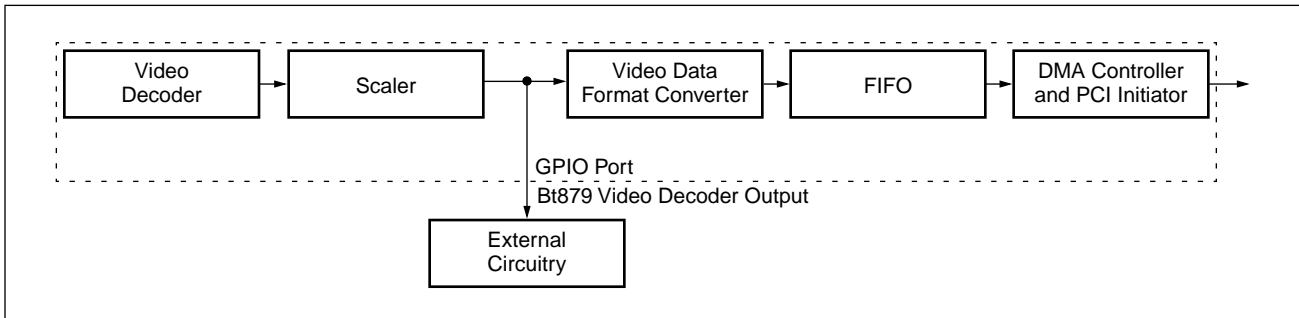 Video
Decoder
Scaler
Video Data
Format Converter
FIFO
DMA Controller
and PCI Initiator
GPIO Port
Bt879 Video Decoder Output
External
Circuitry